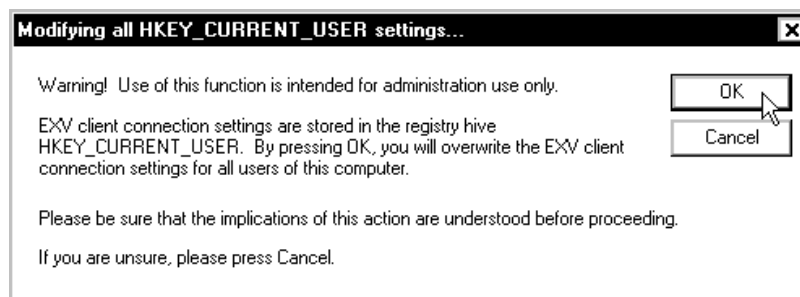 Modifying all HKEY_CURRENT_USER settings...
Warning!  Use of this function is intended for administration use only.
OK
EXV client connection settings are stored in the registry hive
HKEY_CURRENT_USER.  By pressing OK, you will overwrite the EXV client
connection settings for all users of this computer.
Cancel
Please be sure that the implications of this action are understood before proceeding.
If you are unsure, please press Cancel.